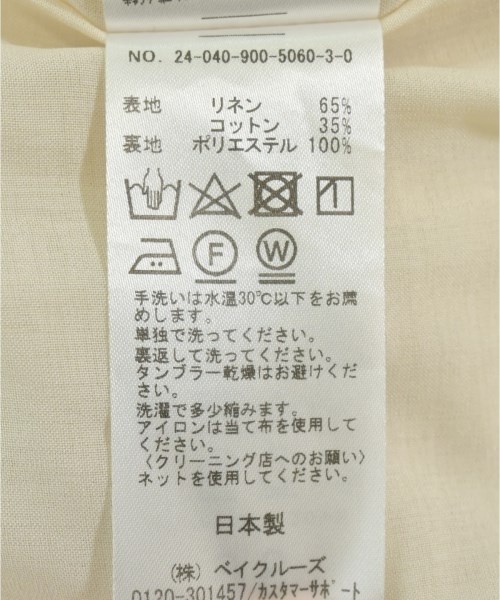 NO. 24-040-900-5060-3-0
表地 リネン 65%
コットン 35%
裏地 ポリエステル 100%
F W
手洗いは水温30℃以下をお薦
めします。
単独で洗ってください。
裏返して洗ってください。
タンブラー乾燥はお避けくだ
さい。
洗濯で多少縮みます。
アイロンは当て布を使用して
ください。
〈クリーニング店へのお願い〉
ネットを使用してください。
日本製
(株) ベイクルーズ
0120-301457/カスタマーサポート